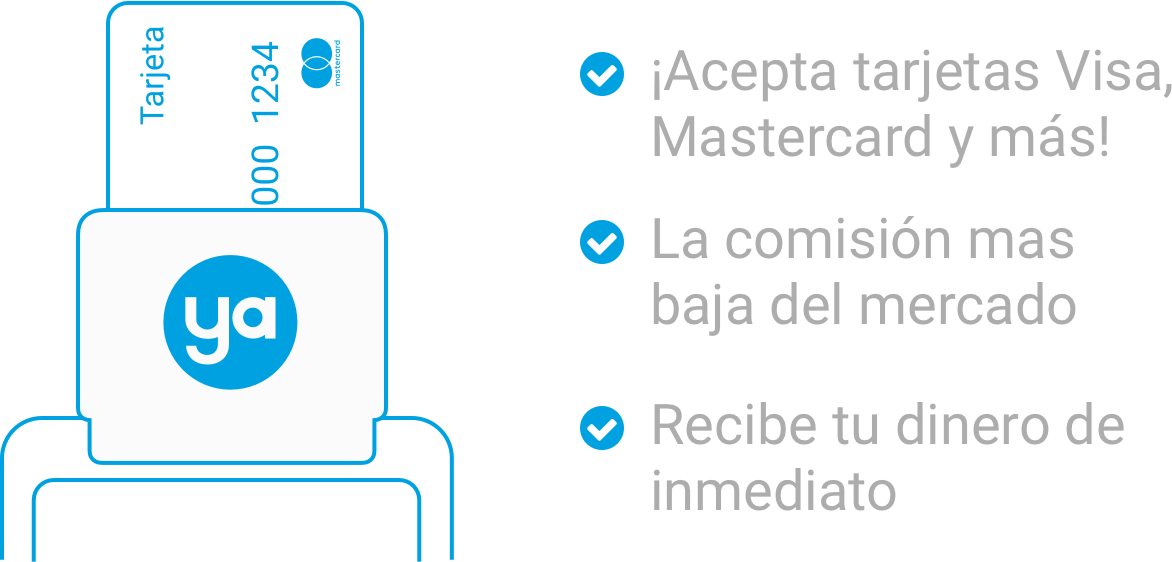 Tarjeta
000 1234
mastercard
ya
¡Acepta tarjetas Visa,
Mastercard y más!
La comisión mas
baja del mercado
Recibe tu dinero de
inmediato